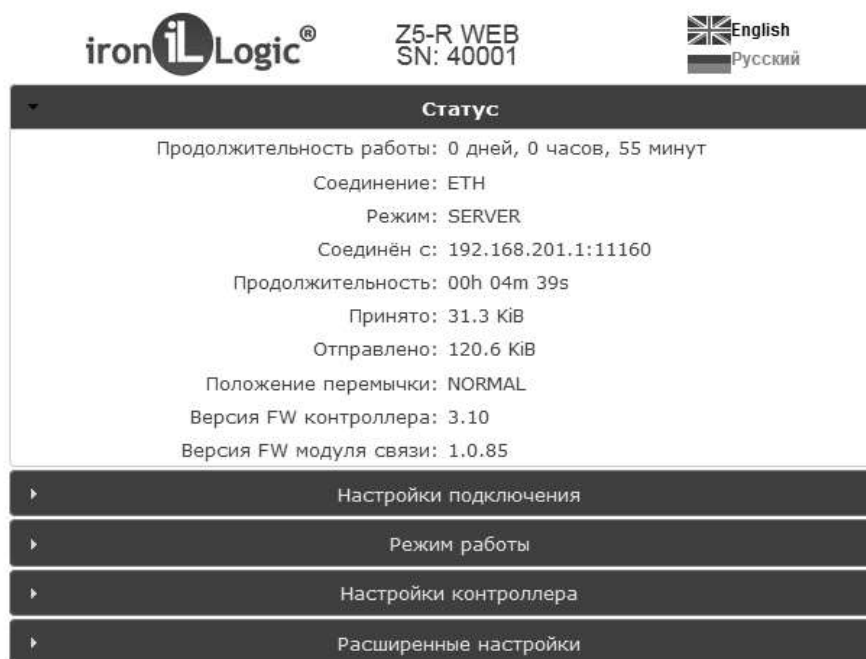 iron iL Logic®
Z5-R WEB
SN: 40001
English
Русский
Статус
Продолжительность работы: 0 дней, 0 часов, 55 минут
Соединение: ETH
Режим: SERVER
Соединён с: 192.168.201.1:11160
Продолжительность: 00h 04m 39s
Принято: 31.3 KiB
Отправлено: 120.6 KiB
Положение перемычки: NORMAL
Версия FW контроллера: 3.10
Версия FW модуля связи: 1.0.85
Настройки подключения
Режим работы
Настройки контроллера
Расширенные настройки